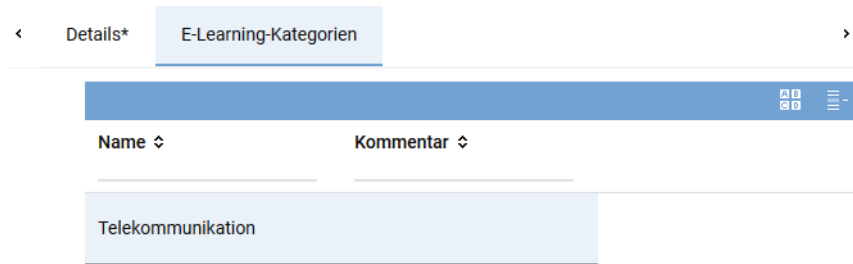 Details* E-Learning-Kategorien
A B
C D
Name Kommentar
Telekommunikation